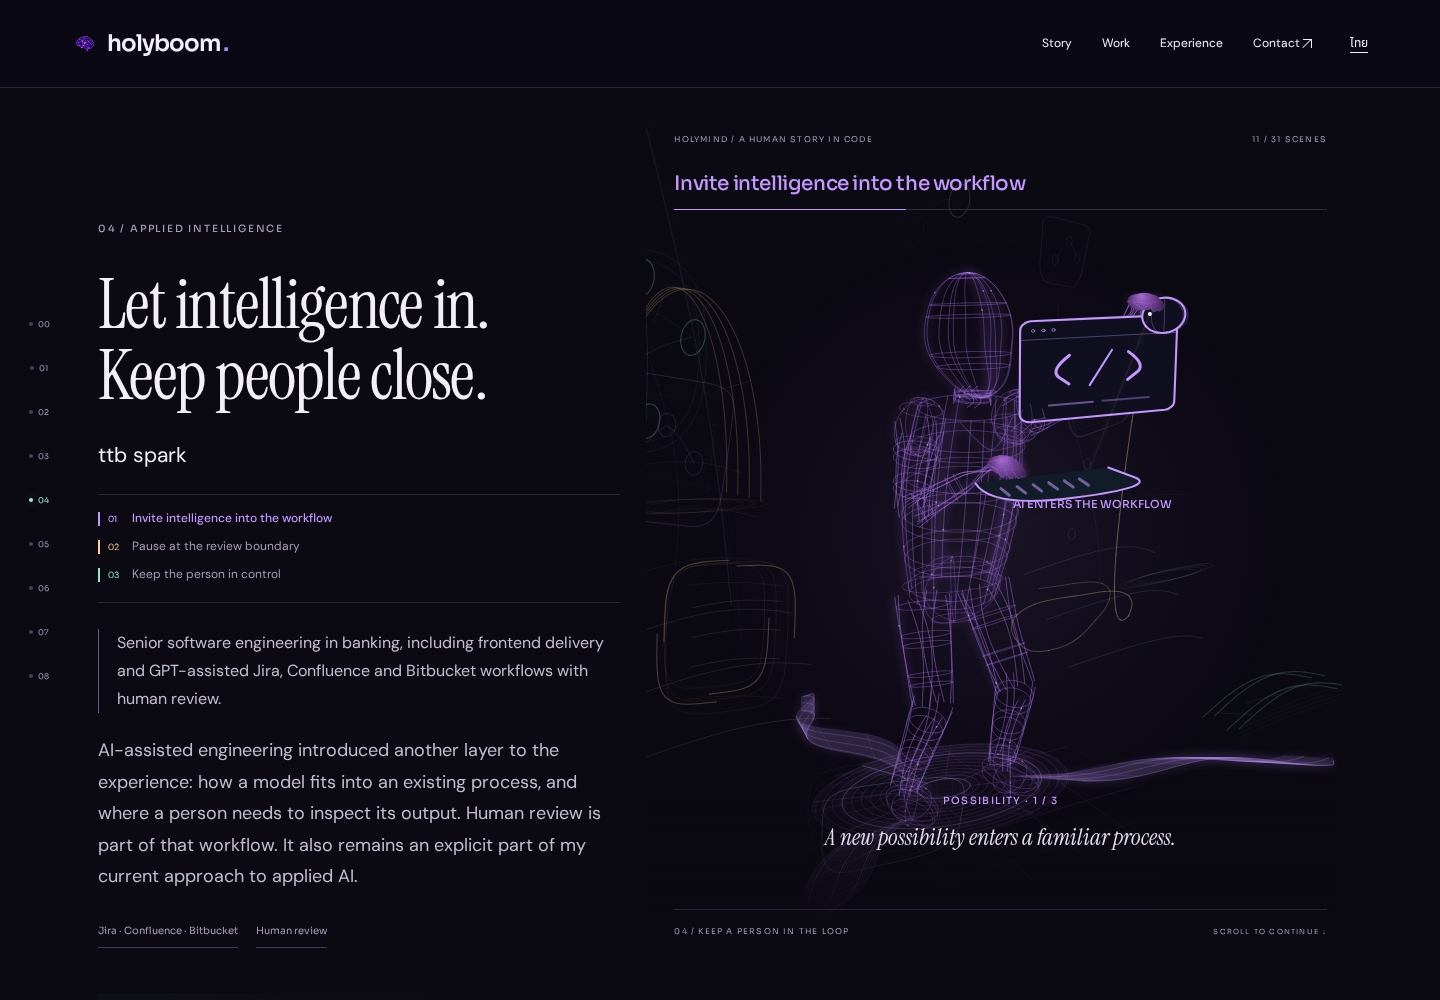 holyboom.
Story
Work
Experience
Contact
ไทย
HOLYMIND / A HUMAN STORY IN CODE
11 / 31 SCENES
Invite intelligence into the workflow
04 / APPLIED INTELLIGENCE
Let intelligence in.
Keep people close.
ttb spark
01 Invite intelligence into the workflow
02 Pause at the review boundary
03 Keep the person in control
Senior software engineering in banking, including frontend delivery
and GPT-assisted Jira, Confluence and Bitbucket workflows with
human review.
AI-assisted engineering introduced another layer to the
experience: how a model fits into an existing process, and
where a person needs to inspect its output. Human review is
part of that workflow. It also remains an explicit part of my
current approach to applied AI.
Jira · Confluence · Bitbucket
Human review
00
01
02
03
04
05
06
07
08
</>
AI ENTERS THE WORKFLOW
POSSIBILITY · 1 / 3
A new possibility enters a familiar process.
04 / KEEP A PERSON IN THE LOOP
SCROLL TO CONTINUE ↓